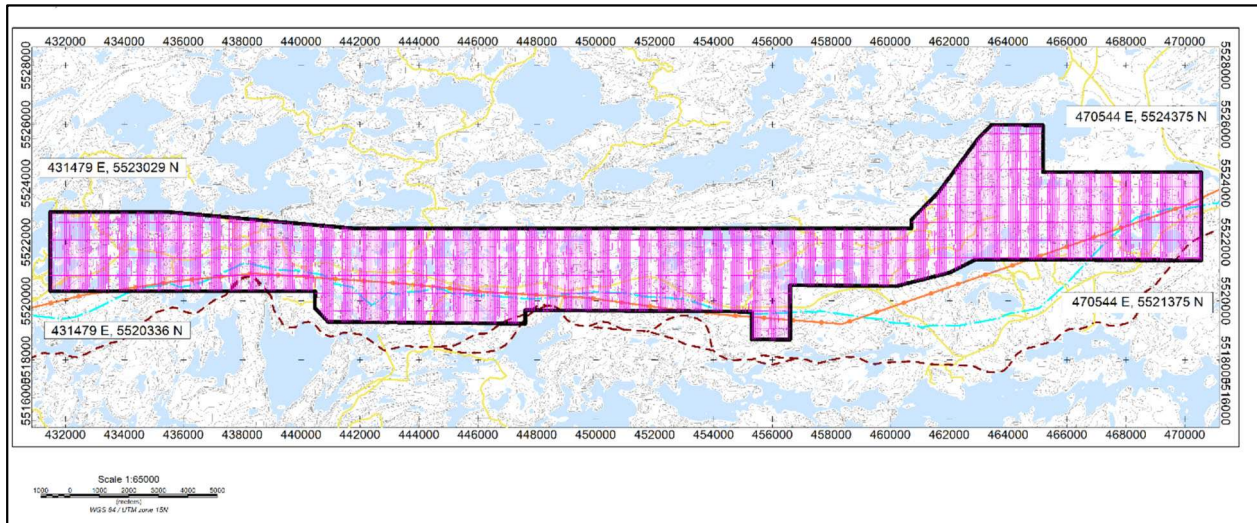 432000 434000 436000 438000 440000 442000 444000 446000 448000 450000 452000 454000 456000 458000 460000 462000 464000 466000 468000 470000
5528000 5526000 5524000 5522000 5520000 5518000 5516000
5528000 5526000 5524000 5522000 5520000 5518000 5516000
470544 E, 5524375 N
431479 E, 5523029 N
470544 E, 5521375 N
431479 E, 5520336 N
432000 434000 436000 438000 440000 442000 444000 446000 448000 450000 452000 454000 456000 458000 460000 462000 464000 466000 468000 470000
Scale 1:65000
1000 0 1000 2000 3000 4000 5000
(meters)
WGS 84 / UTM zone 15N